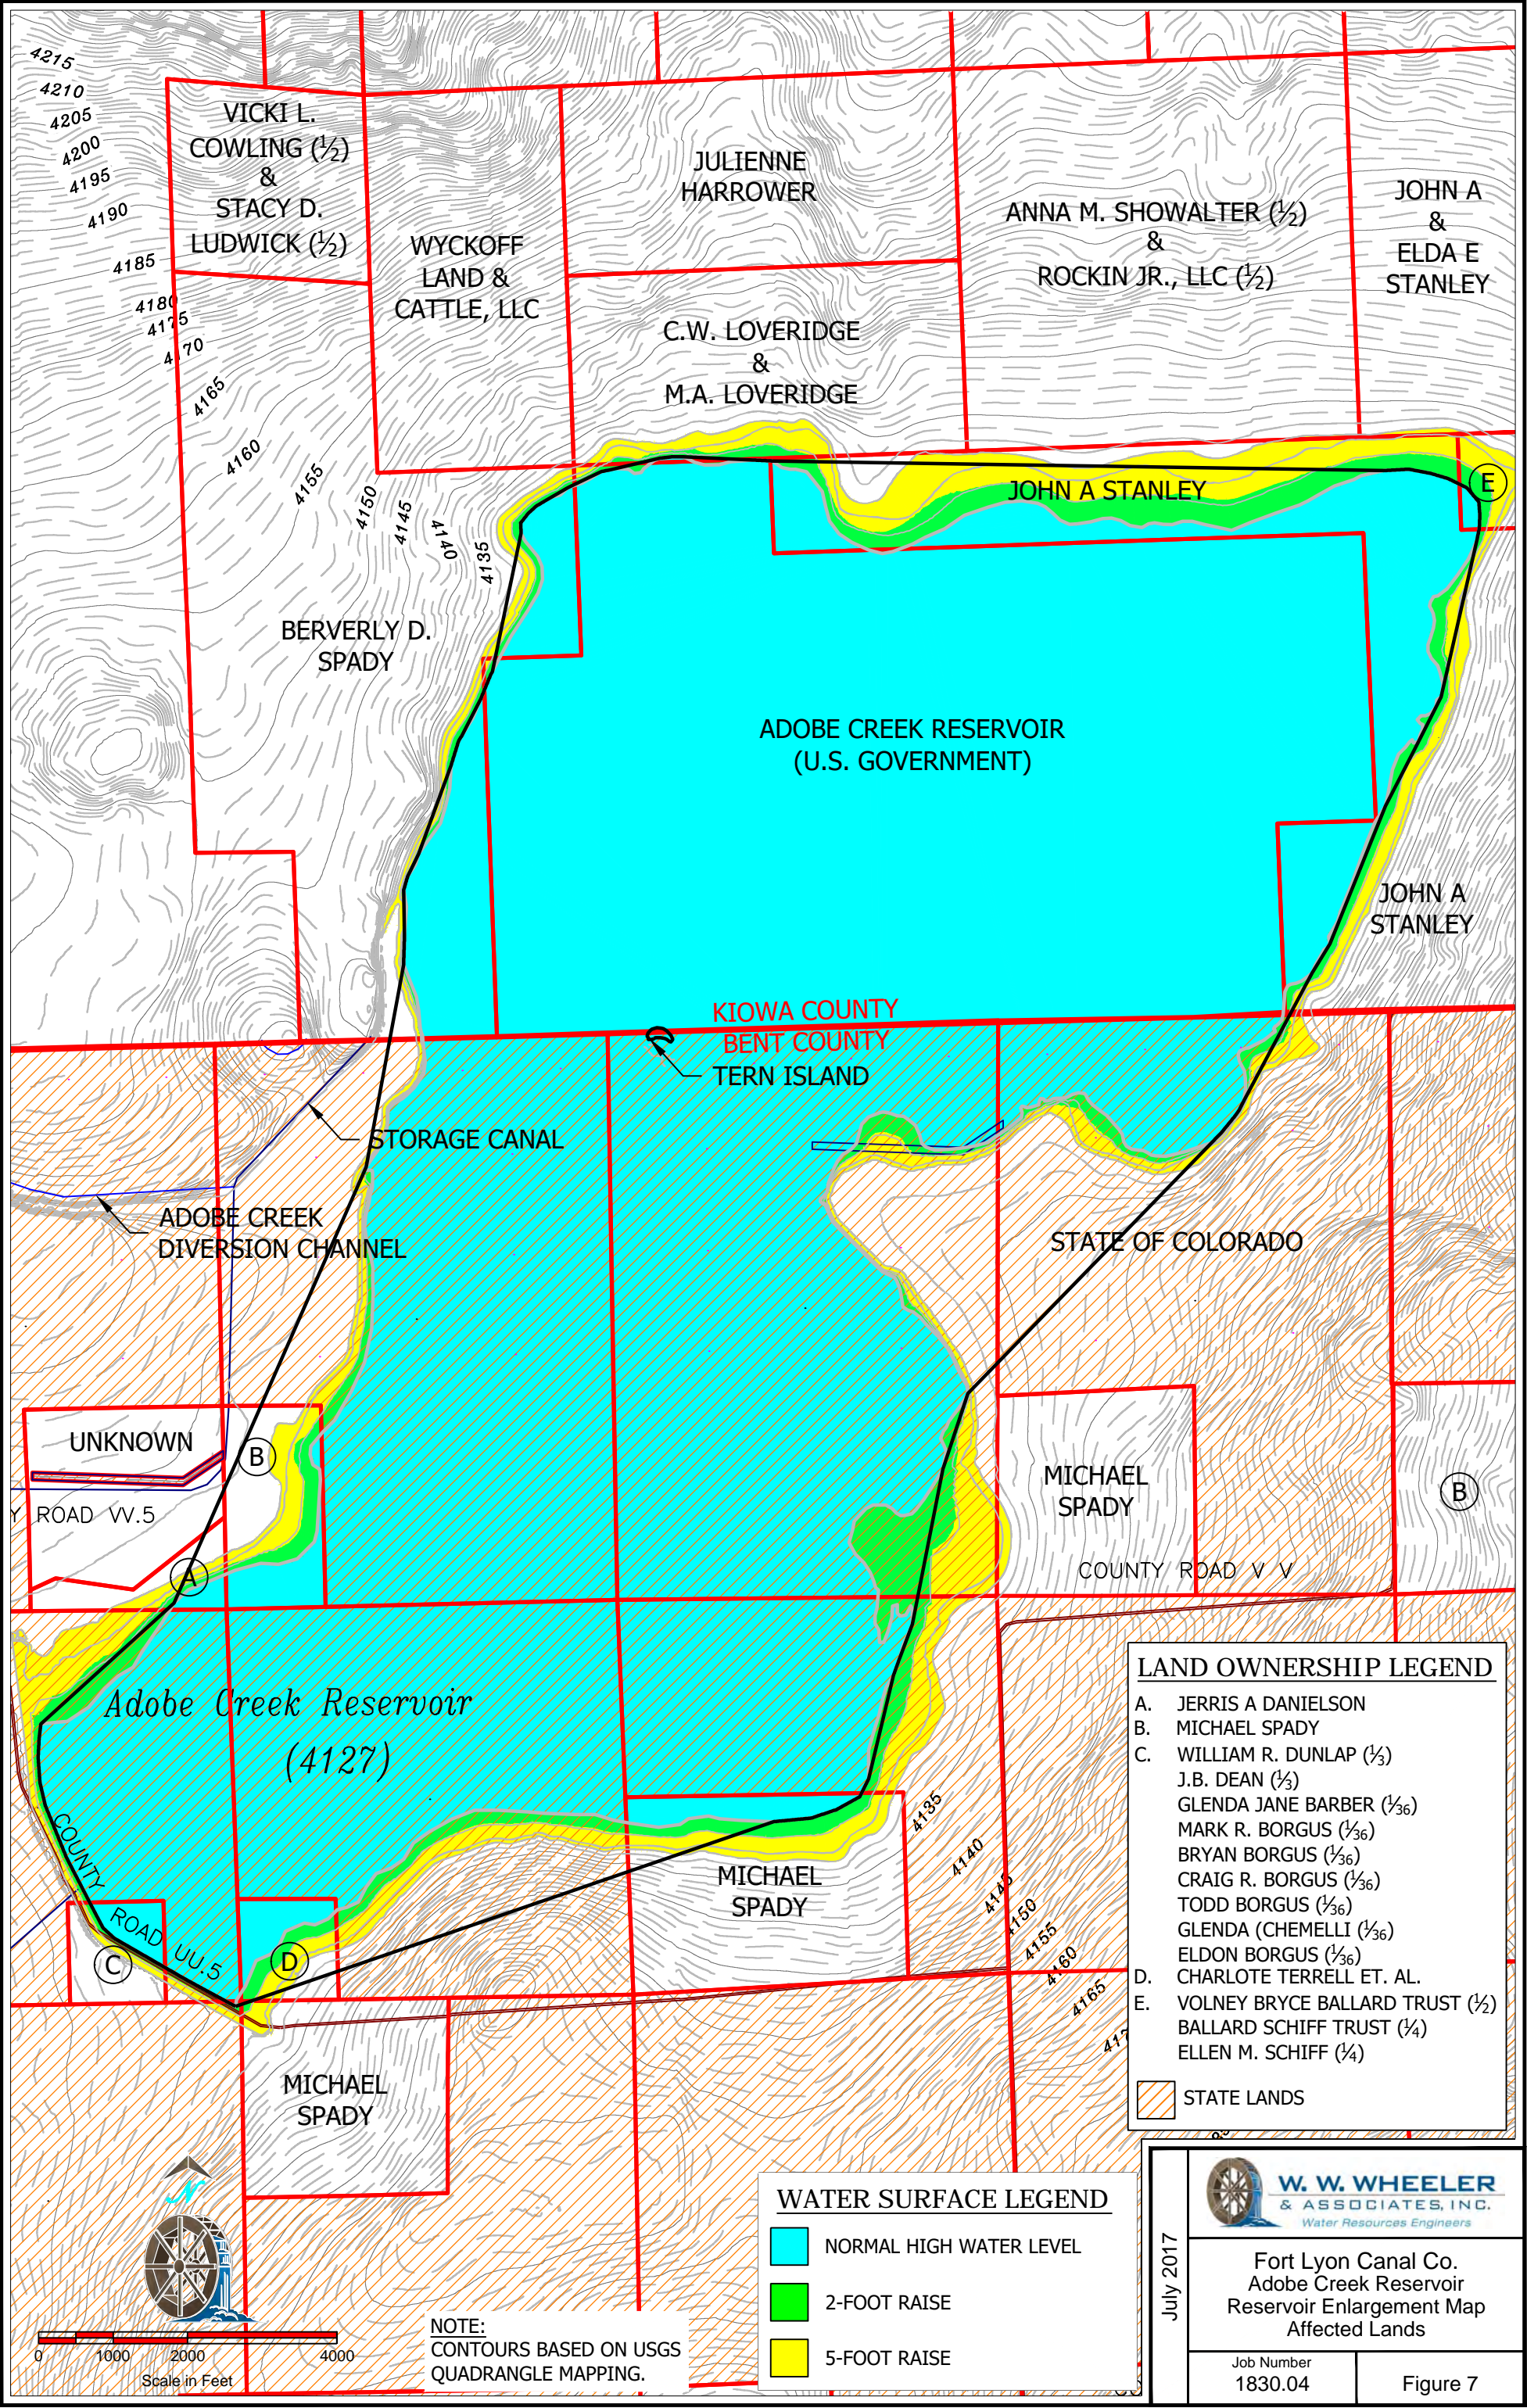 4215
4210
4205
4200
4195
4190
4185
4180
4175
4170
4165
4160
4155
4150
4145
4140
4135
VICKI L.
COWLING (½)
&
STACY D.
LUDWICK (½)
WYCKOFF
LAND &
CATTLE, LLC
JULIENNE
HARROWER
C.W. LOVERIDGE
&
M.A. LOVERIDGE
ANNA M. SHOWALTER (½)
&
ROCKIN JR., LLC (½)
JOHN A
&
ELDA E
STANLEY
JOHN A STANLEY
E
BERVERLY D.
SPADY
ADOBE CREEK RESERVOIR
(U.S. GOVERNMENT)
JOHN A
STANLEY
KIOWA COUNTY
BENT COUNTY
TERN ISLAND
STORAGE CANAL
ADOBE CREEK
DIVERSION CHANNEL
STATE OF COLORADO
UNKNOWN
B
Y ROAD VV.5
A
MICHAEL
SPADY
B
COUNTY ROAD V V
Adobe Creek Reservoir
(4127)
COUNTY
ROAD UU.5
C
D
MICHAEL
SPADY
4135
4140
4145
4150
4155
4160
4165
417
MICHAEL
SPADY
LAND OWNERSHIP LEGEND
A. JERRIS A DANIELSON
B. MICHAEL SPADY
C. WILLIAM R. DUNLAP (⅓)
J.B. DEAN (⅓)
GLENDA JANE BARBER (1/36)
MARK R. BORGUS (1/36)
BRYAN BORGUS (1/36)
CRAIG R. BORGUS (1/36)
TODD BORGUS (1/36)
GLENDA (CHEMELLI (1/36)
ELDON BORGUS (1/36)
D. CHARLOTE TERRELL ET. AL.
E. VOLNEY BRYCE BALLARD TRUST (½)
BALLARD SCHIFF TRUST (¼)
ELLEN M. SCHIFF (¼)
STATE LANDS
N
0 1000 2000 4000
Scale in Feet
NOTE:
CONTOURS BASED ON USGS
QUADRANGLE MAPPING.
WATER SURFACE LEGEND
NORMAL HIGH WATER LEVEL
2-FOOT RAISE
5-FOOT RAISE
July 2017
W. W. WHEELER
& ASSOCIATES, INC.
Water Resources Engineers
Fort Lyon Canal Co.
Adobe Creek Reservoir
Reservoir Enlargement Map
Affected Lands
Job Number
1830.04
Figure 7